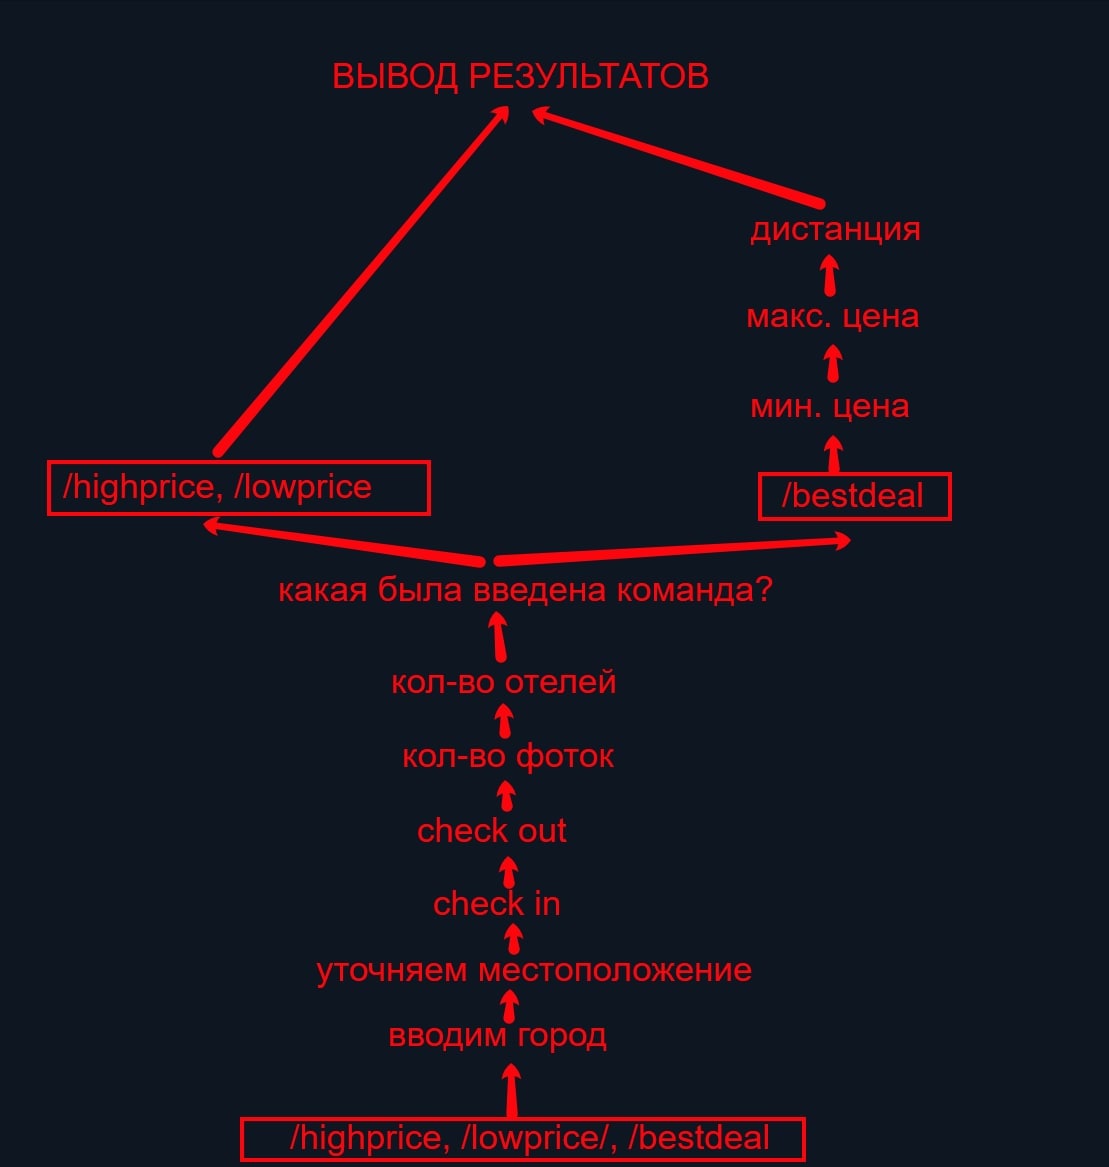 ВЫВОД РЕЗУЛЬТАТОВ
дистанция
макс. цена
мин. цена
/highprice, /lowprice
/bestdeal
какая была введена команда?
кол-во отелей
кол-во фоток
check out
check in
уточняем местоположение
вводим город
/highprice, /lowprice/, /bestdeal